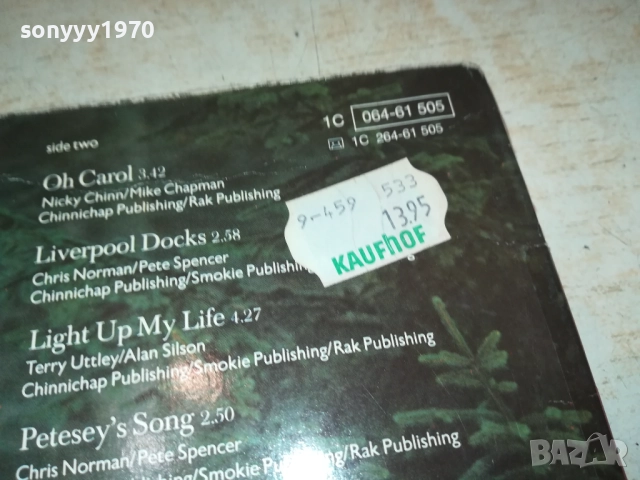 sonyyy1970
1C 064-61 505
1C 264-61 505
side two
Oh Carol 3.42
Nicky Chinn/Mike Chapman
Chinnichap Publishing/Rak Publishing
9-459 533
13.95
KAUFHOF
Liverpool Docks 2.58
Chris Norman/Pete Spencer
Chinnichap Publishing/Smokie Publishin Publishing
Light Up My Life 4.27
Terry Uttley/Alan Silson
Chinnichap Publishing/Smokie Publishing/Rak Publishing
Petesey's Song 2.50
Chris Norman/Pete Spencer
Publishing/Smokie Publishing/Rak Publishing
BAZAR